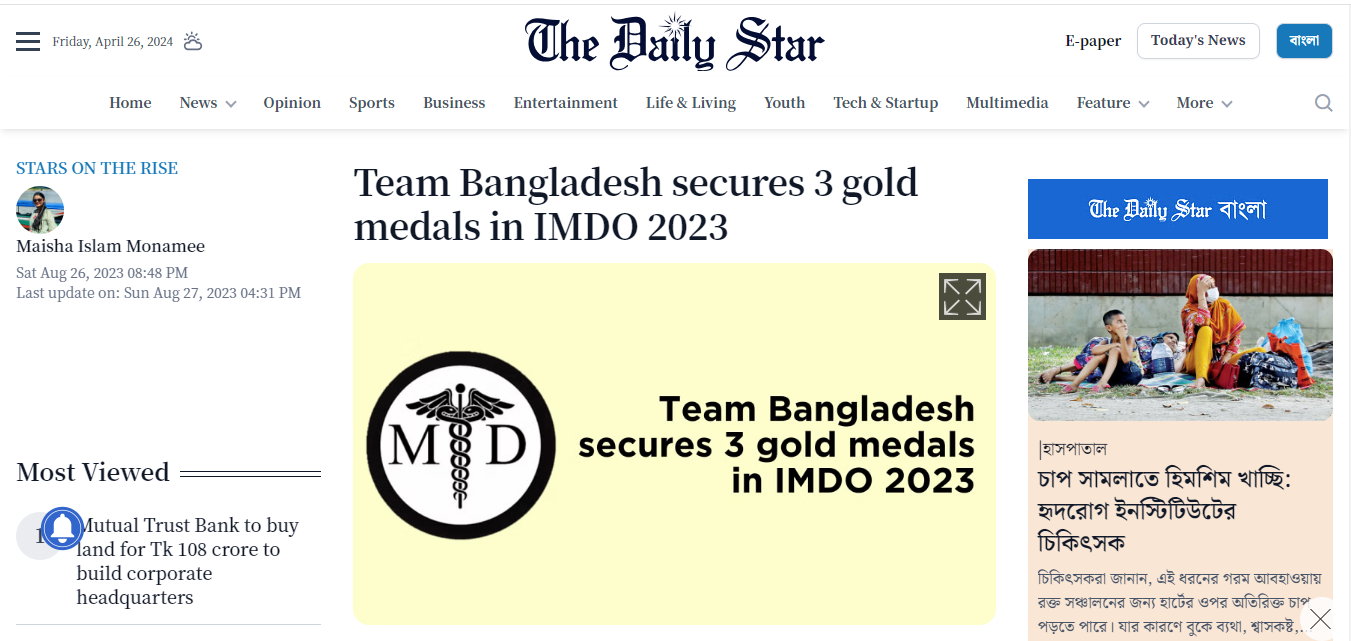 Friday, April 26, 2024
The Daily Star
E-paper
Today's News
বাংলা
Home News Opinion Sports Business Entertainment Life & Living Youth Tech & Startup Multimedia Feature More
STARS ON THE RISE
Maisha Islam Monamee
Sat Aug 26, 2023 08:48 PM
Last update on: Sun Aug 27, 2023 04:31 PM
Most Viewed
1
Mutual Trust Bank to buy
land for Tk 108 crore to
build corporate
headquarters
Team Bangladesh secures 3 gold
medals in IMDO 2023
M D
Team Bangladesh
secures 3 gold medals
in IMDO 2023
The Daily Star বাংলা
|হাসপাতাল
চাপ সামলাতে হিমশিম খাচ্ছি:
হৃদরোগ ইনস্টিটিউটের
চিকিৎসক
চিকিৎসকরা জানান, এই ধরনের গরম আবহাওয়ায়
রক্ত সঞ্চালনের জন্য হার্টের ওপর অতিরিক্ত চাপ
পড়তে পারে। যার কারণে বুকে ব্যথা, শ্বাসকষ্ট,...